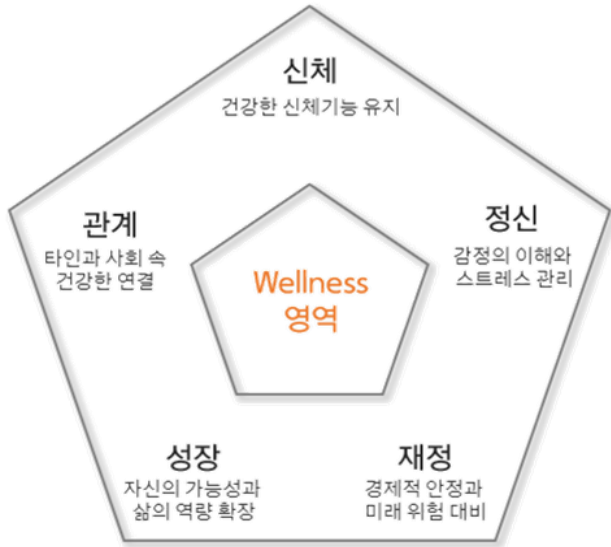 신체
건강한 신체기능 유지
관계
타인과 사회 속
건강한 연결
정신
감정의 이해와
스트레스 관리
Wellness
영역
성장
자신의 가능성과
삶의 역량 확장
재정
경제적 안정과
미래 위험 대비